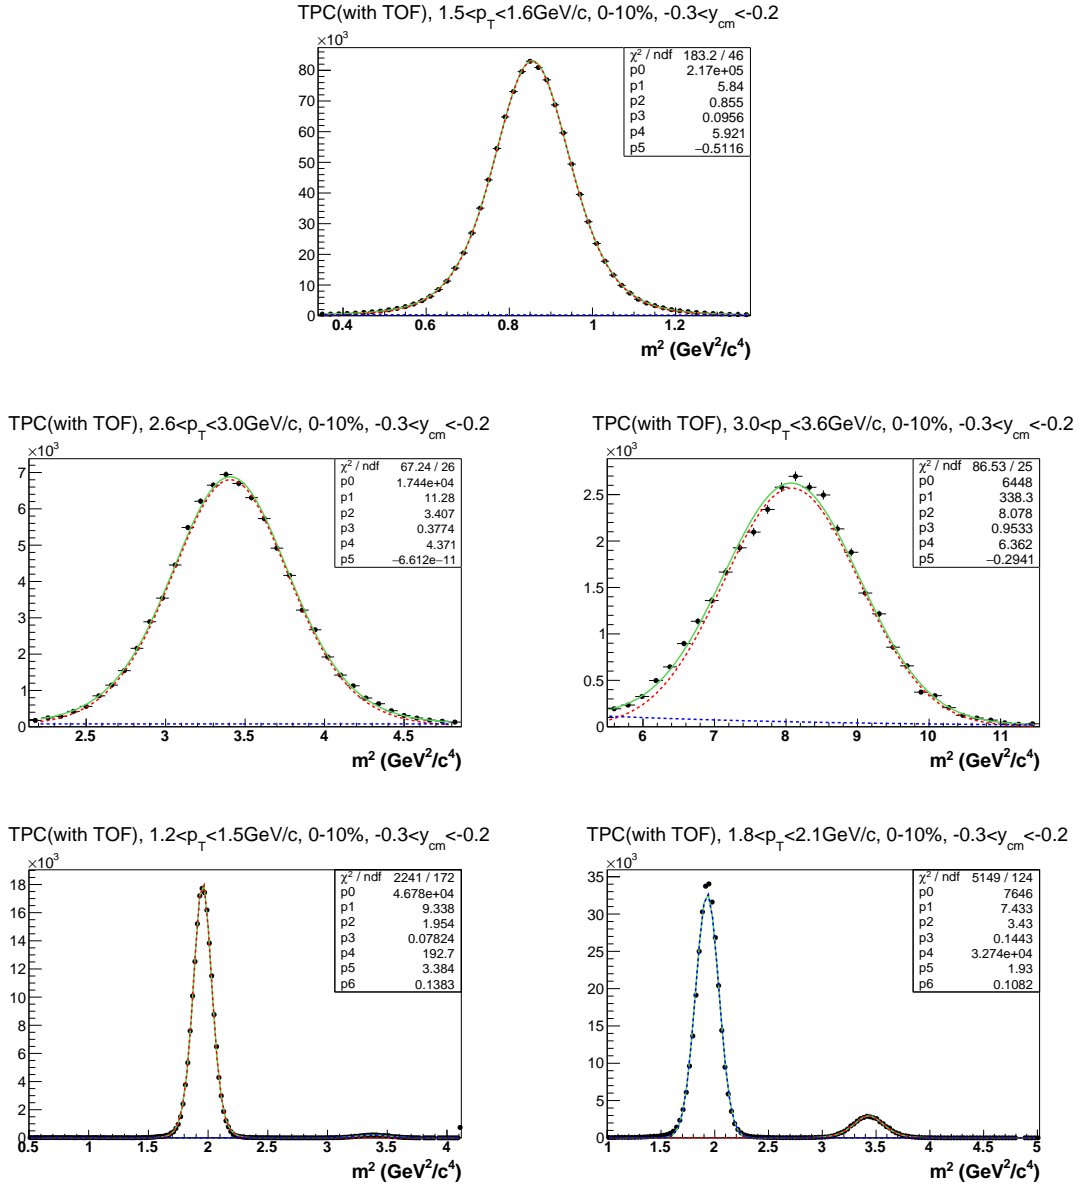 TPC(with TOF), 1.5<p_T<1.6GeV/c, 0-10%, -0.3<y_cm<-0.2
×10³
χ² / ndf 183.2 / 46
p0 2.17e+05
p1 5.84
p2 0.855
p3 0.0956
p4 5.921
p5 −0.5116
80
70
60
50
40
30
20
10
0
0.4 0.6 0.8 1 1.2
m² (GeV²/c⁴)
TPC(with TOF), 2.6<p_T<3.0GeV/c, 0-10%, -0.3<y_cm<-0.2
×10³
χ² / ndf 67.24 / 26
p0 1.744e+04
p1 11.28
p2 3.407
p3 0.3774
p4 4.371
p5 −6.612e−11
7
6
5
4
3
2
1
0
2.5 3 3.5 4 4.5
m² (GeV²/c⁴)
TPC(with TOF), 3.0<p_T<3.6GeV/c, 0-10%, -0.3<y_cm<-0.2
×10³
χ² / ndf 86.53 / 25
p0 6448
p1 338.3
p2 8.078
p3 0.9533
p4 6.362
p5 −0.2941
2.5
2
1.5
1
0.5
0
6 7 8 9 10 11
m² (GeV²/c⁴)
TPC(with TOF), 1.2<p_T<1.5GeV/c, 0-10%, -0.3<y_cm<-0.2
×10³
χ² / ndf 2241 / 172
p0 4.678e+04
p1 9.338
p2 1.954
p3 0.07824
p4 192.7
p5 3.384
p6 0.1383
18
16
14
12
10
8
6
4
2
0
0.5 1 1.5 2 2.5 3 3.5 4
m² (GeV²/c⁴)
TPC(with TOF), 1.8<p_T<2.1GeV/c, 0-10%, -0.3<y_cm<-0.2
×10³
χ² / ndf 5149 / 124
p0 7646
p1 7.433
p2 3.43
p3 0.1443
p4 3.274e+04
p5 1.93
p6 0.1082
35
30
25
20
15
10
5
0
1 1.5 2 2.5 3 3.5 4 4.5 5
m² (GeV²/c⁴)